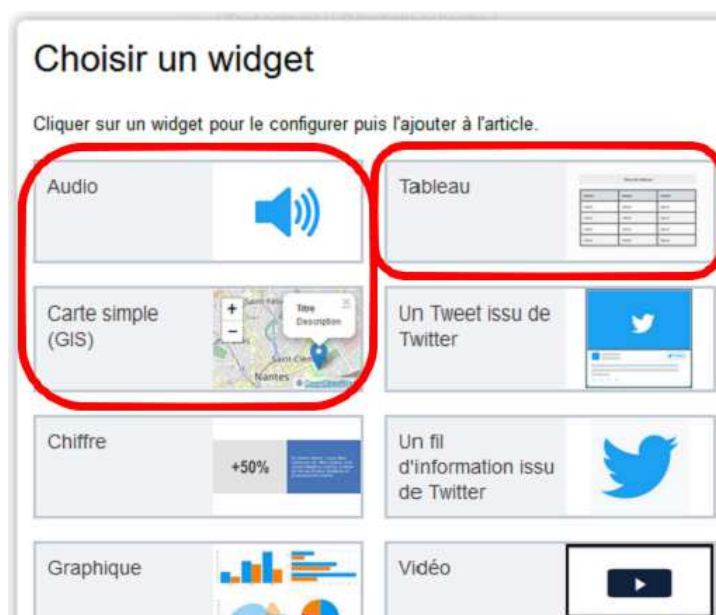 Choisir un widget
Cliquer sur un widget pour le configurer puis l'ajouter à l'article.
Audio
Tableau
Carte simple
(GIS)
+
−
Titre
Description
Nantes
Un Tweet issu de
Twitter
Chiffre
+50%
Un fil
d'information issu
de Twitter
Graphique
Vidéo